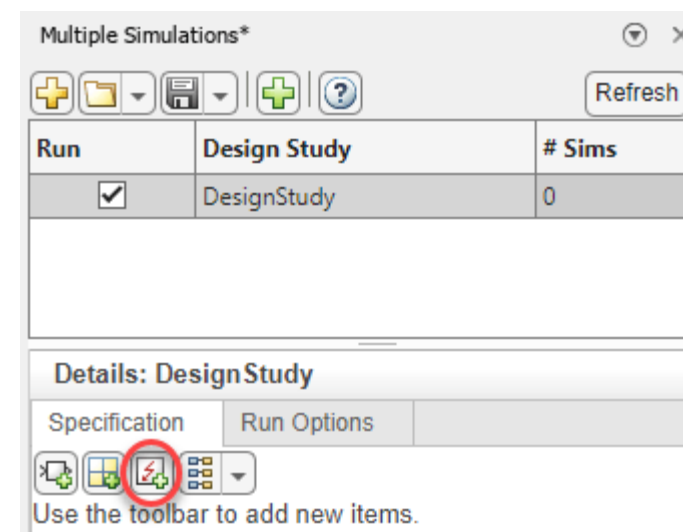 Multiple Simulations*
Refresh
Run Design Study # Sims
DesignStudy 0
Details: DesignStudy
Specification Run Options
Use the toolbar to add new items.